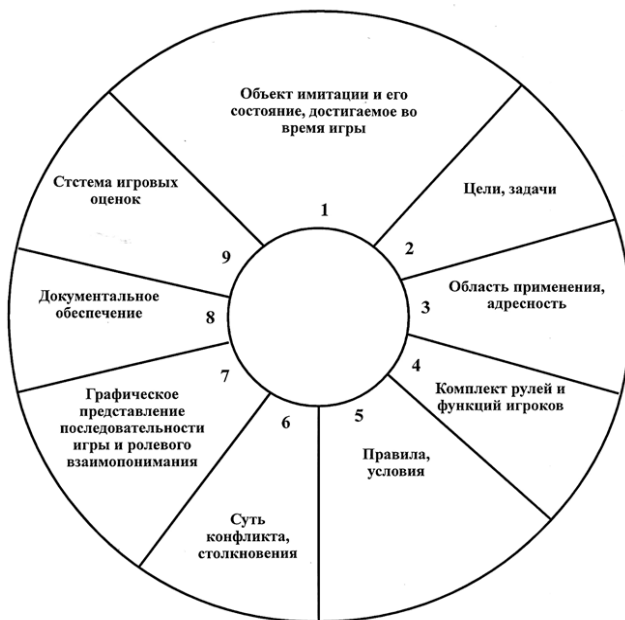 Объект имитации и его
состояние, достигаемое во
время игры
1
Цели, задачи
2
Область применения,
адресность
3
Комплект рулей и
функций игроков
4
Правила,
условия
5
Суть
конфликта,
столкновения
6
Графическое
представление
последовательности
игры и ролевого
взаимопонимания
7
Документальное
обеспечение
8
Стстема игровых
оценок
9